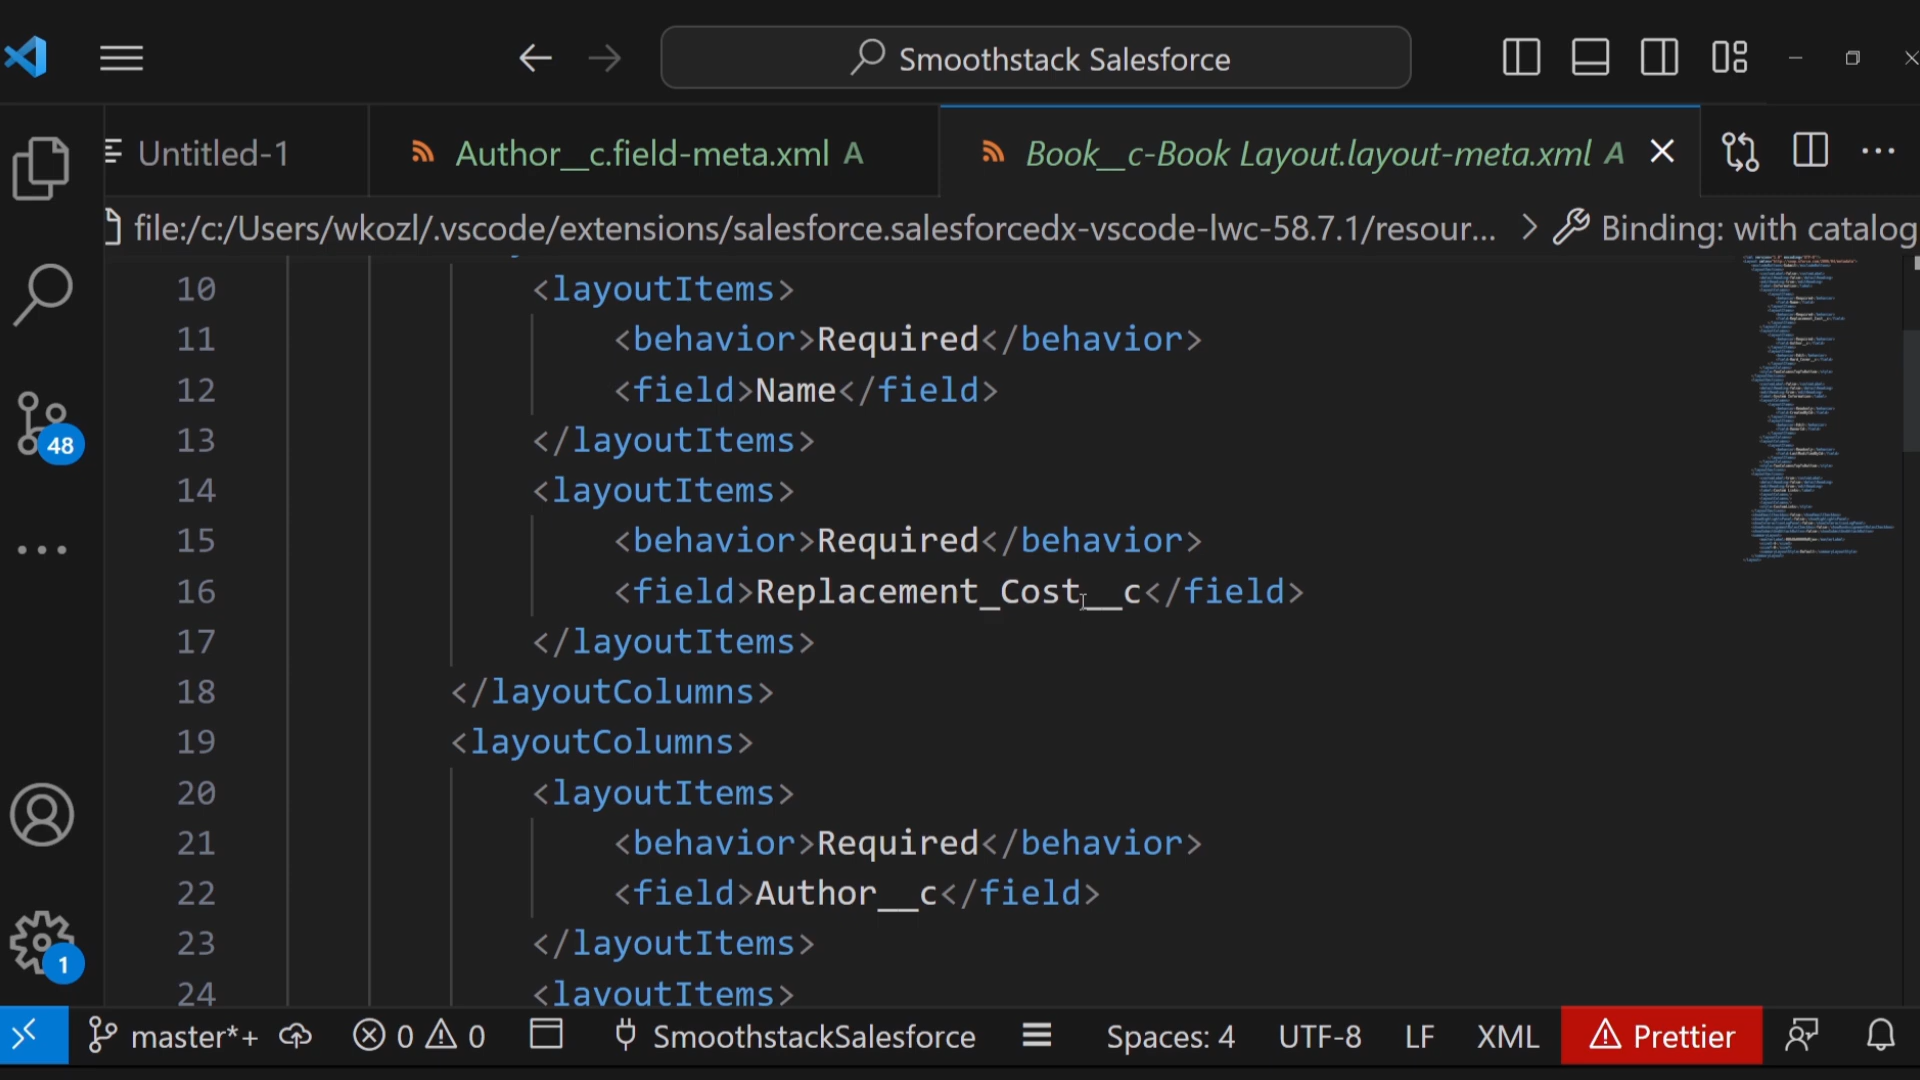 Smoothstack Salesforce
Untitled-1
Author__c.field-meta.xml A
Book__c-Book Layout.layout-meta.xml A
file:/c:/Users/wkozl/.vscode/extensions/salesforce.salesforcedx-vscode-lwc-58.7.1/resour... > Binding: with catalog
10 <layoutItems>
11 <behavior>Required</behavior>
12 <field>Name</field>
13 </layoutItems>
14 <layoutItems>
15 <behavior>Required</behavior>
16 <field>Replacement_Cost__c</field>
17 </layoutItems>
18 </layoutColumns>
19 <layoutColumns>
20 <layoutItems>
21 <behavior>Required</behavior>
22 <field>Author__c</field>
23 </layoutItems>
24 <layoutItems>
48
1
master*+ 0 0 SmoothstackSalesforce Spaces: 4 UTF-8 LF XML Prettier